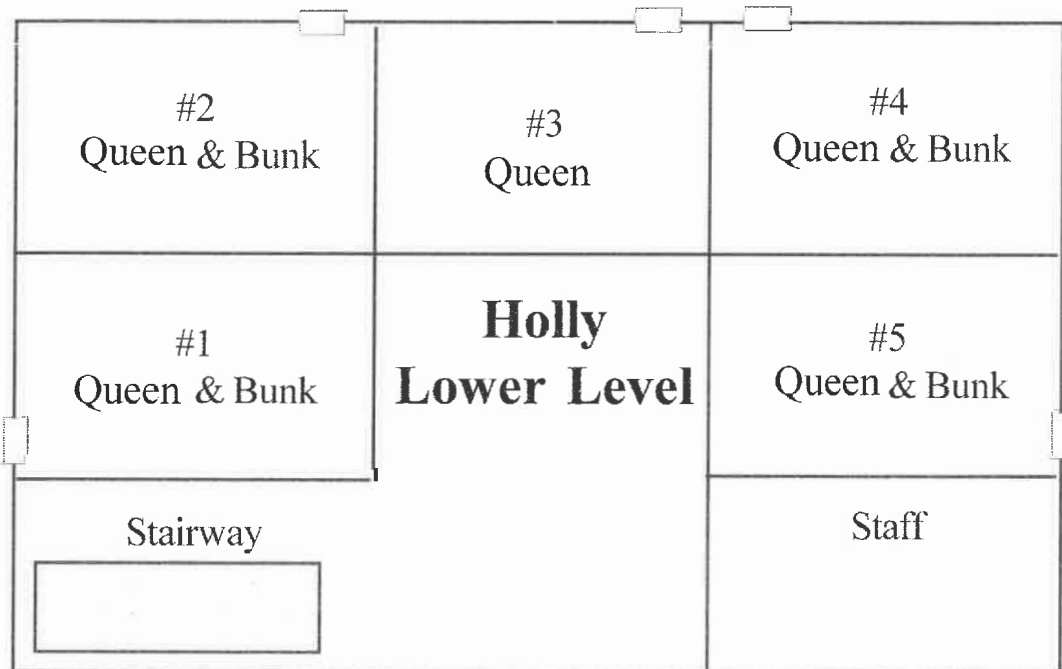 #2
Queen & Bunk
#3
Queen
#4
Queen & Bunk
#1
Queen & Bunk
Holly
Lower Level
#5
Queen & Bunk
Stairway
Staff